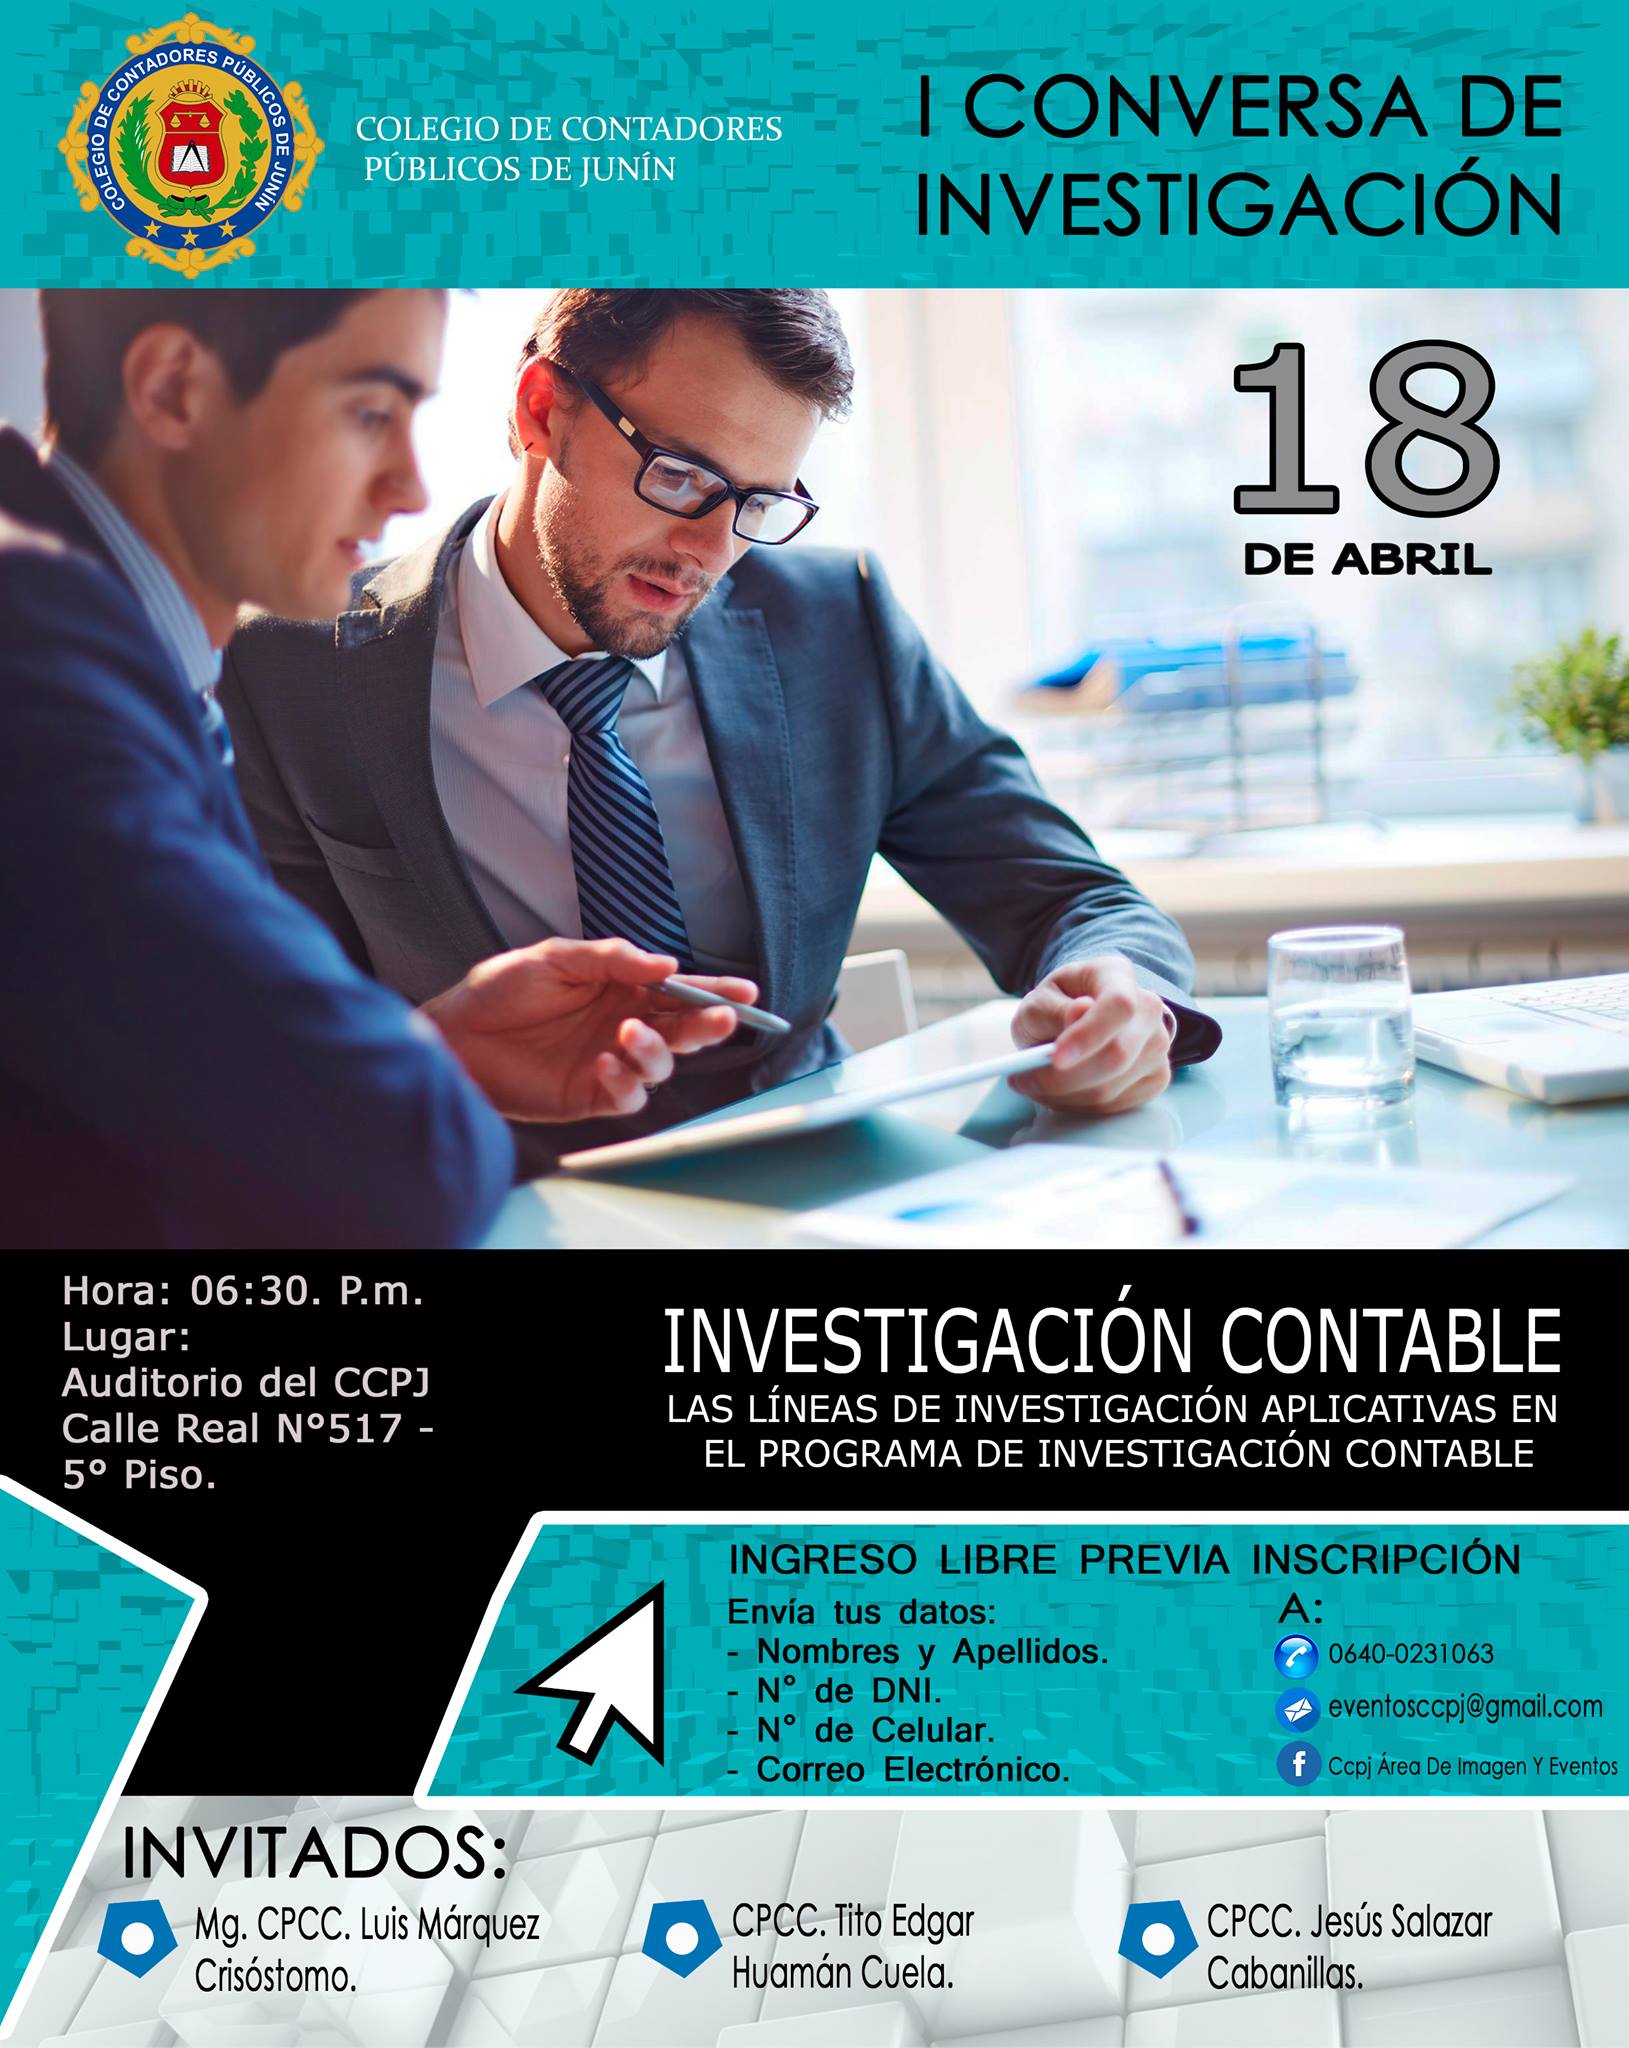 COLEGIO DE CONTADORES PÚBLICOS DE JUNÍN
COLEGIO DE CONTADORES
PÚBLICOS DE JUNÍN
I CONVERSA DE
INVESTIGACIÓN
18
DE ABRIL
Hora: 06:30. P.m.
Lugar:
Auditorio del CCPJ
Calle Real N°517 -
5° Piso.
INVESTIGACIÓN CONTABLE
LAS LÍNEAS DE INVESTIGACIÓN APLICATIVAS EN
EL PROGRAMA DE INVESTIGACIÓN CONTABLE
INGRESO LIBRE PREVIA INSCRIPCIÓN
Envía tus datos:
- Nombres y Apellidos.
- N° de DNI.
- N° de Celular.
- Correo Electrónico.
A:
0640-0231063
eventosccpj@gmail.com
f Ccpj Área De Imagen Y Eventos
INVITADOS:
Mg. CPCC. Luis Márquez
Crisóstomo.
CPCC. Tito Edgar
Huamán Cuela.
CPCC. Jesús Salazar
Cabanillas.